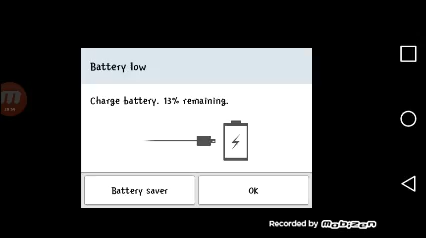 Battery low
Charge battery. 13% remaining.
Battery saver
OK
Recorded by mobizen